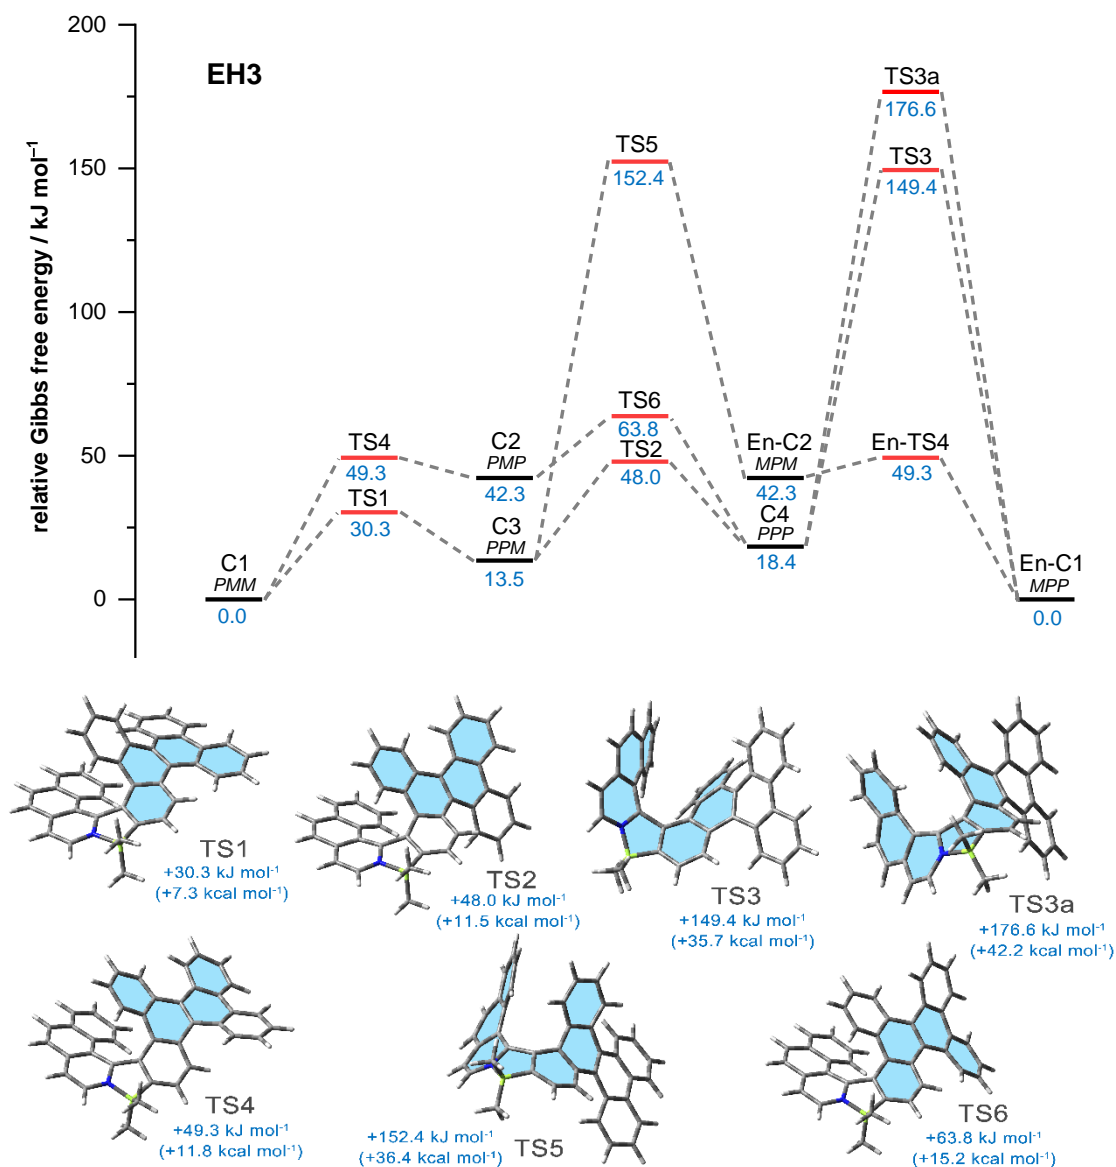 200
EH3
TS3a
176.6
TS5
152.4
TS3
149.4
150
relative Gibbs free energy / kJ mol⁻¹
100
TS6
63.8
TS4
49.3
C2
PMP
42.3
TS2
48.0
En-C2
MPM
42.3
En-TS4
49.3
50
TS1
30.3
C3
PPM
13.5
C4
PPP
18.4
C1
PMM
0.0
En-C1
MPP
0.0
0
TS1
+30.3 kJ mol⁻¹
(+7.3 kcal mol⁻¹)
TS2
+48.0 kJ mol⁻¹
(+11.5 kcal mol⁻¹)
TS3
+149.4 kJ mol⁻¹
(+35.7 kcal mol⁻¹)
TS3a
+176.6 kJ mol⁻¹
(+42.2 kcal mol⁻¹)
TS4
+49.3 kJ mol⁻¹
(+11.8 kcal mol⁻¹)
TS5
+152.4 kJ mol⁻¹
(+36.4 kcal mol⁻¹)
TS6
+63.8 kJ mol⁻¹
(+15.2 kcal mol⁻¹)